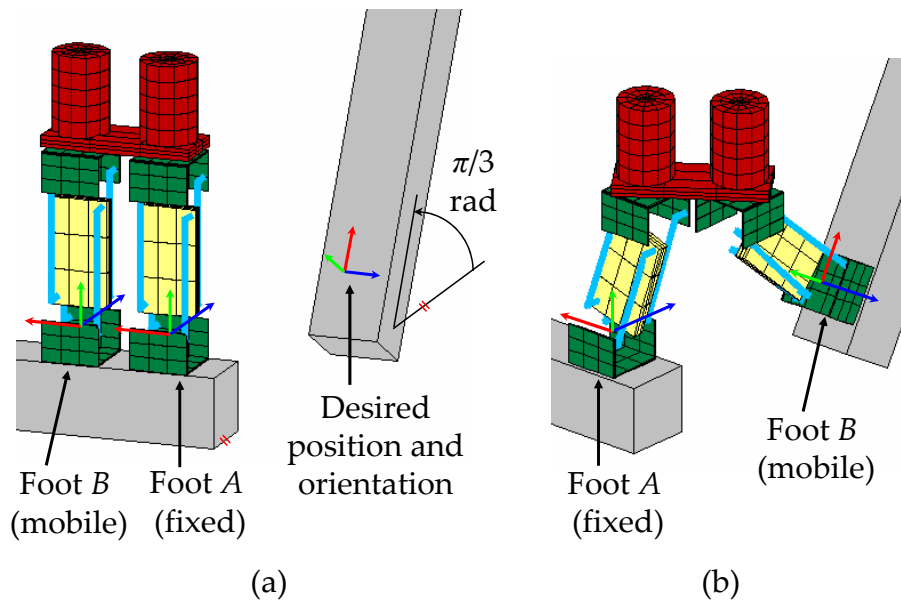 π/3
rad
Desired
position and
orientation
Foot B
(mobile)
Foot A
(fixed)
Foot A
(fixed)
Foot B
(mobile)
(a)
(b)